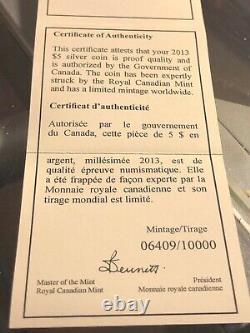 Certificate of Authenticity
This certificate attests that your 2013
$5 silver coin is proof quality and
is authorized by the Government of
Canada. The coin has been expertly
struck by the Royal Canadian Mint
and has a limited mintage worldwide.
Certificat d'authenticité
Autorisée par le gouvernement
du Canada, cette pièce de 5 $ en
argent, millésimée 2013, est de
qualité épreuve numismatique. Elle
a été frappée de façon experte par la
Monnaie royale canadienne et son
tirage mondial est limité.
Mintage/Tirage
06409/10000
Bennett
Master of the Mint
Royal Canadian Mint
Président
Monnaie royale canadienne